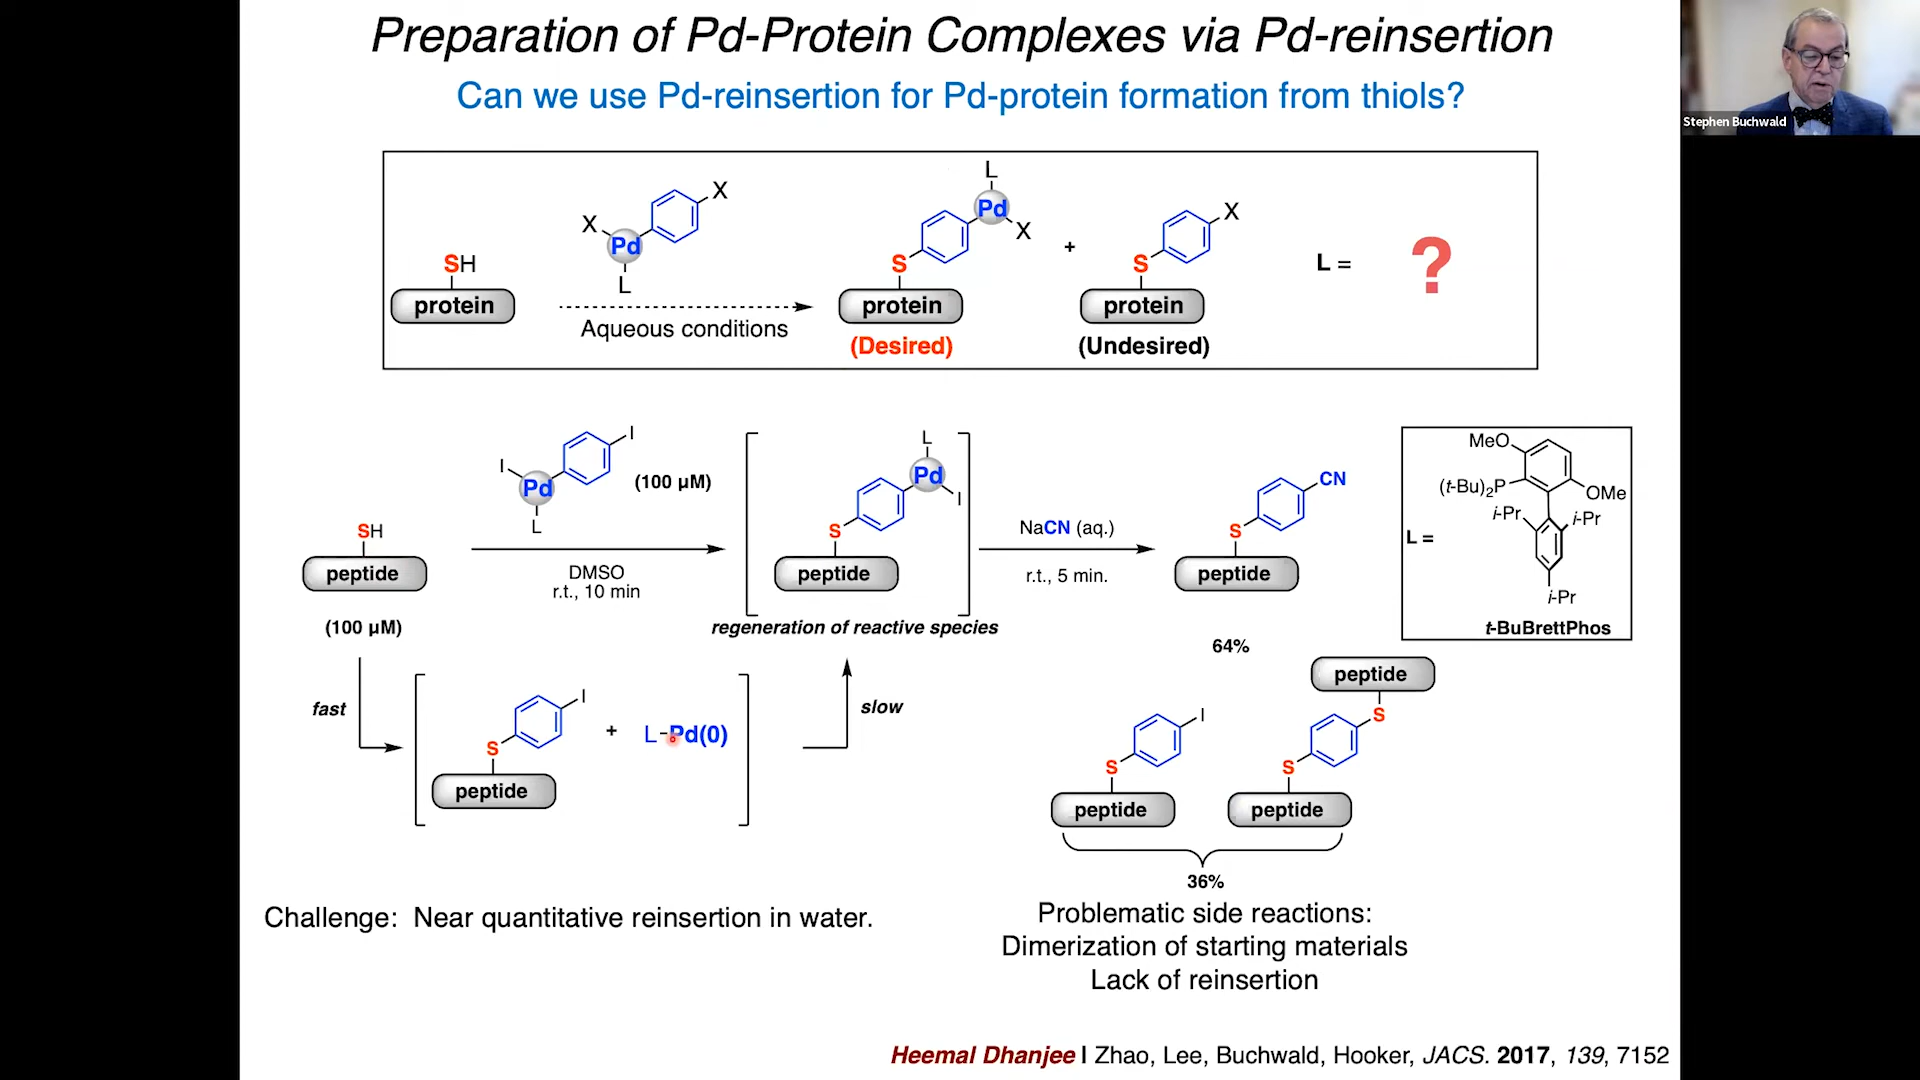 Preparation of Pd-Protein Complexes via Pd-reinsertion
Can we use Pd-reinsertion for Pd-protein formation from thiols?
Stephen Buchwald
SH
protein
X
Pd
X
L
Aqueous conditions
L
Pd
X
S
protein
(Desired)
+
X
S
protein
(Undesired)
L = ?
SH
peptide
(100 µM)
I
Pd
I
L
(100 µM)
DMSO
r.t., 10 min
L
Pd
I
S
peptide
regeneration of reactive species
NaCN (aq.)
r.t., 5 min.
CN
S
peptide
64%
MeO
(t-Bu)₂P
OMe
i-Pr
i-Pr
L =
i-Pr
t-BuBrettPhos
fast
I
S
peptide
+
L-Pd(0)
slow
I
S
peptide
peptide
S
S
peptide
36%
Challenge: Near quantitative reinsertion in water.
Problematic side reactions:
Dimerization of starting materials
Lack of reinsertion
Heemal Dhanjee I Zhao, Lee, Buchwald, Hooker, JACS. 2017, 139, 7152